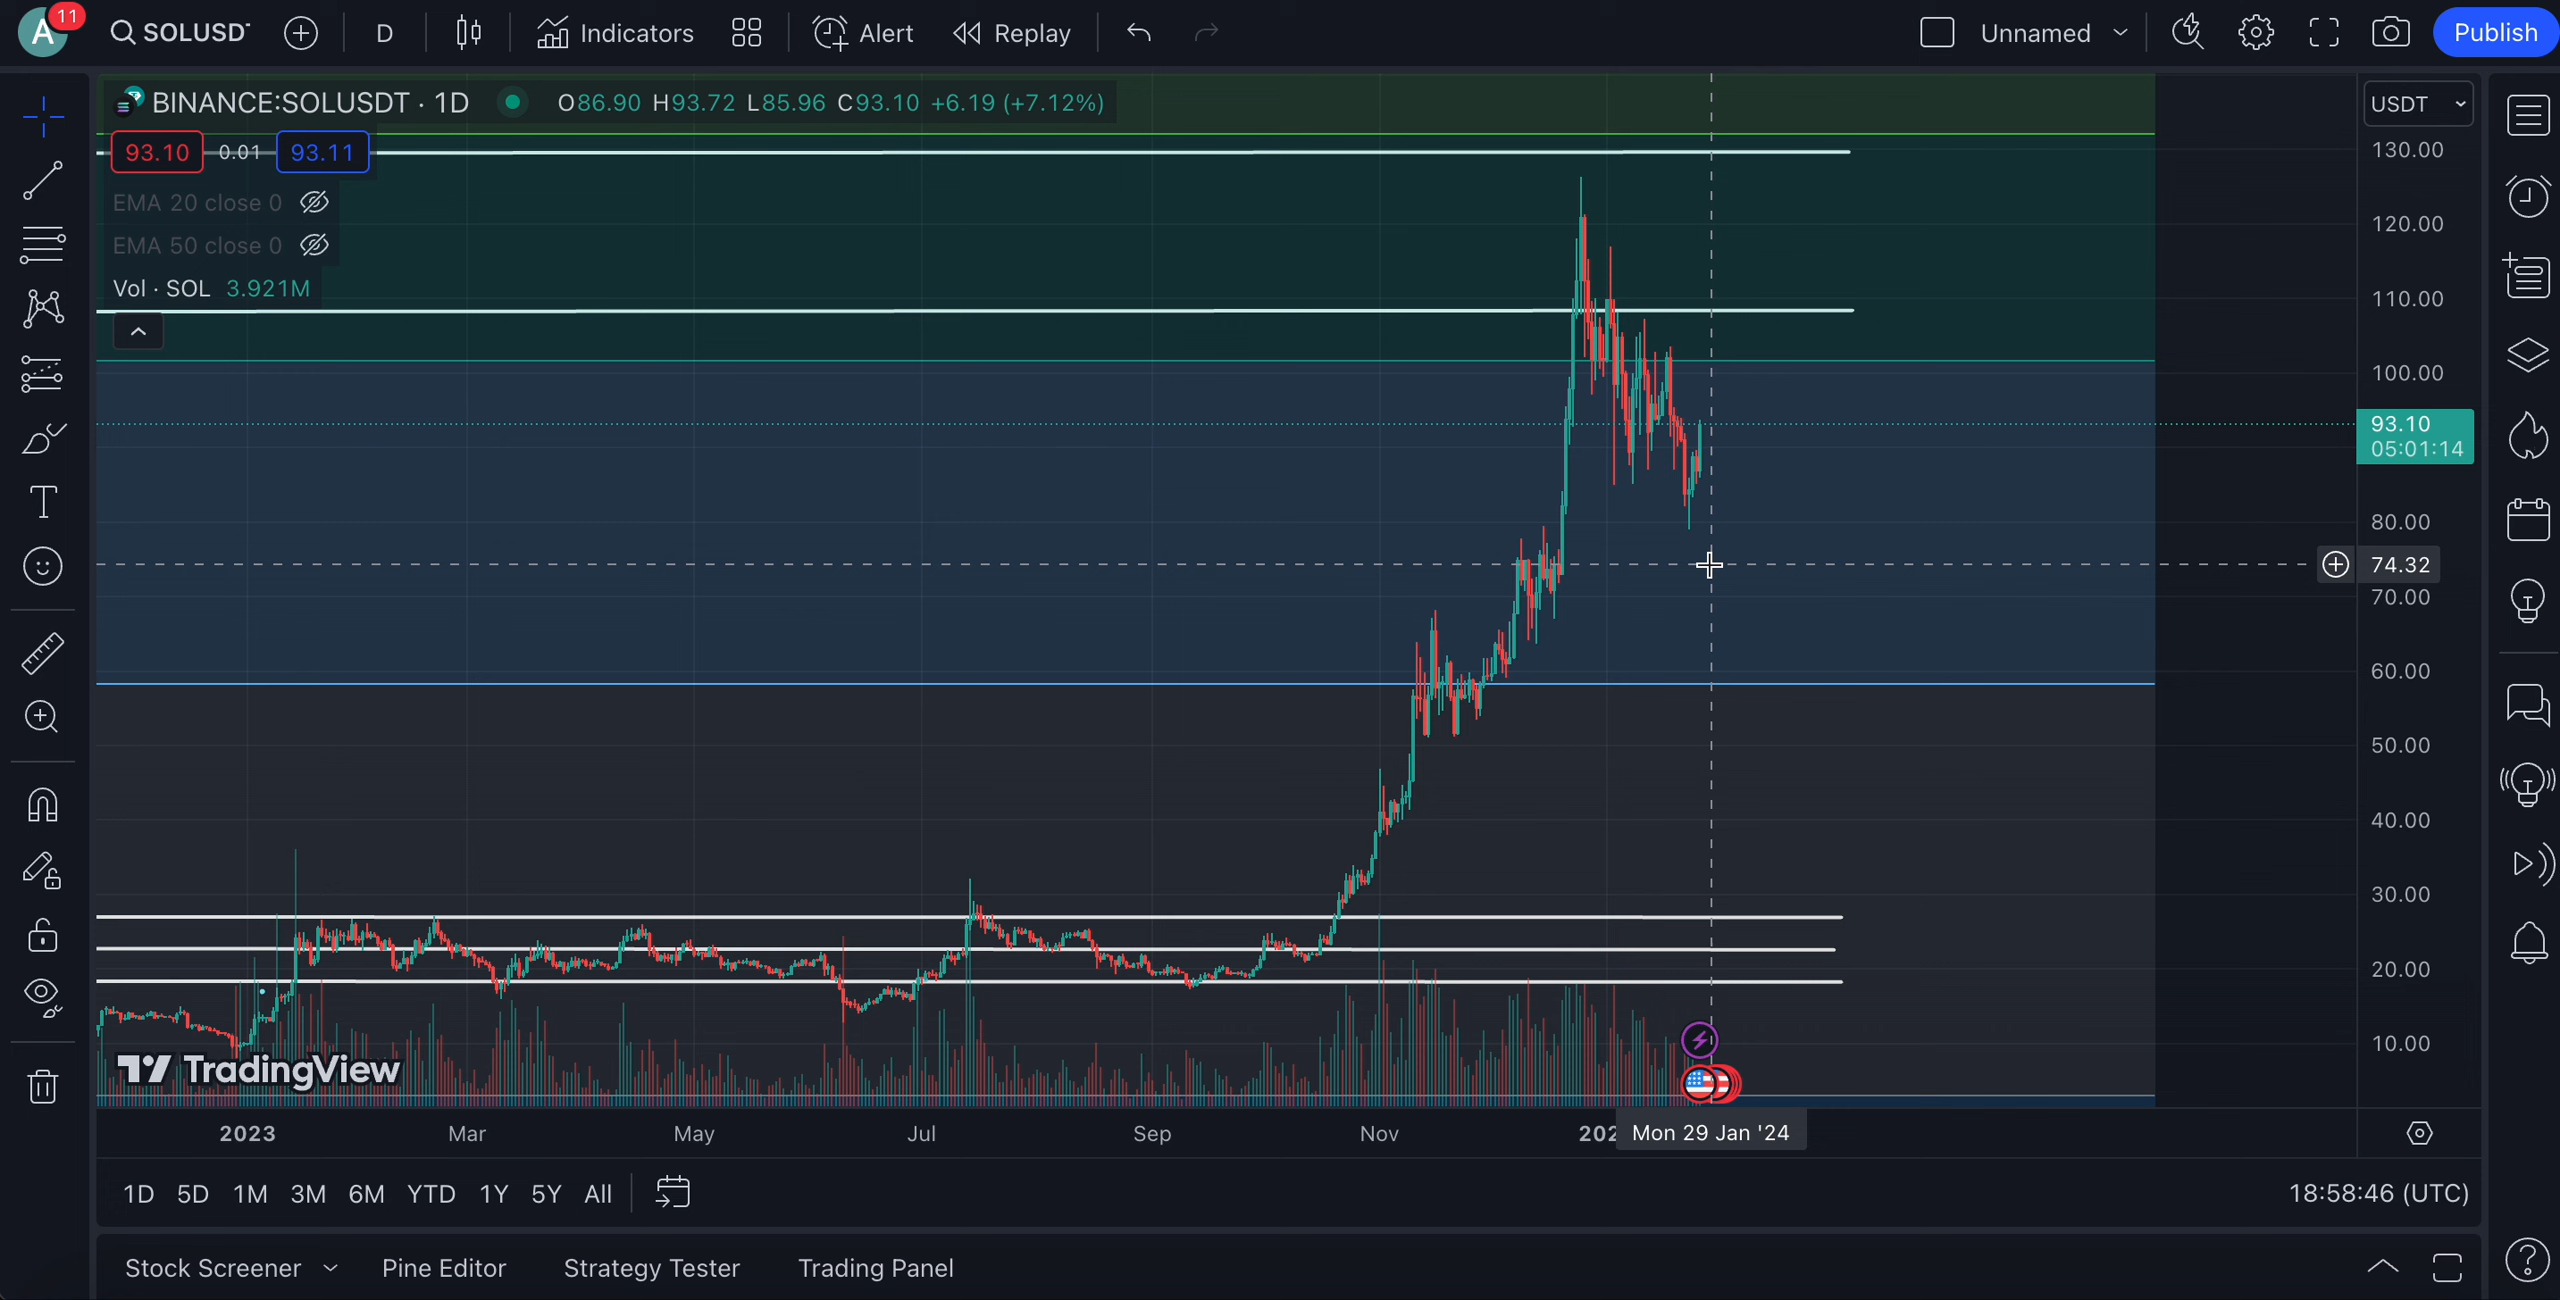 A 11 SOLUSD D Indicators Alert Replay Unnamed Publish
BINANCE:SOLUSDT · 1D O86.90 H93.72 L85.96 C93.10 +6.19 (+7.12%)
USDT
93.10 0.01 93.11
EMA 20 close 0
EMA 50 close 0
Vol · SOL 3.921M
130.00
120.00
110.00
100.00
93.10
05:01:14
80.00
74.32
70.00
60.00
50.00
40.00
30.00
20.00
10.00
TradingView
2023 Mar May Jul Sep Nov 202 Mon 29 Jan '24
1D 5D 1M 3M 6M YTD 1Y 5Y All 18:58:46 (UTC)
Stock Screener Pine Editor Strategy Tester Trading Panel